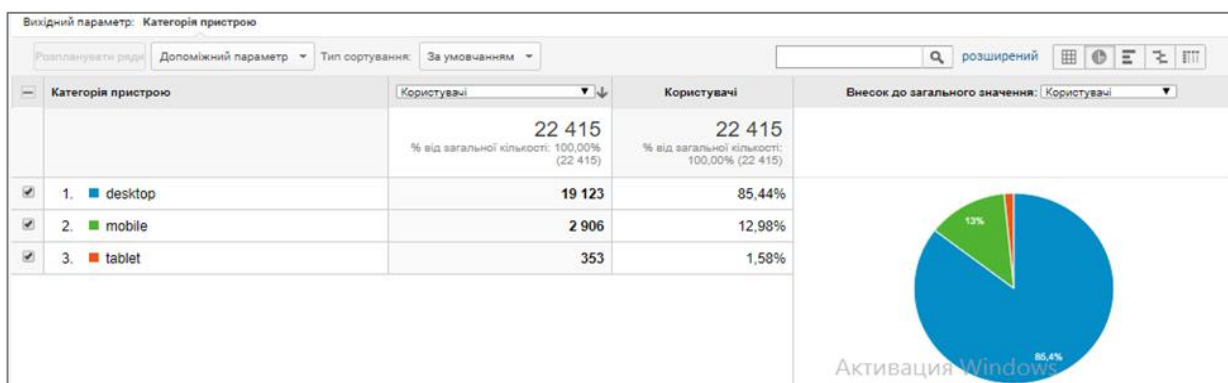 Вихідний параметр: Категорія пристрою
Розпланувати ряди Допоміжний параметр Тип сортування: За умовчанням розширений
Категорія пристрою Користувачі Користувачі Внесок до загального значення: Користувачі
22 415 22 415
% від загальної кількості: 100,00% (22 415) % від загальної кількості: 100,00% (22 415)
1. desktop 19 123 85,44%
2. mobile 2 906 12,98%
3. tablet 353 1,58%
13%
85,4%
Активация Windows